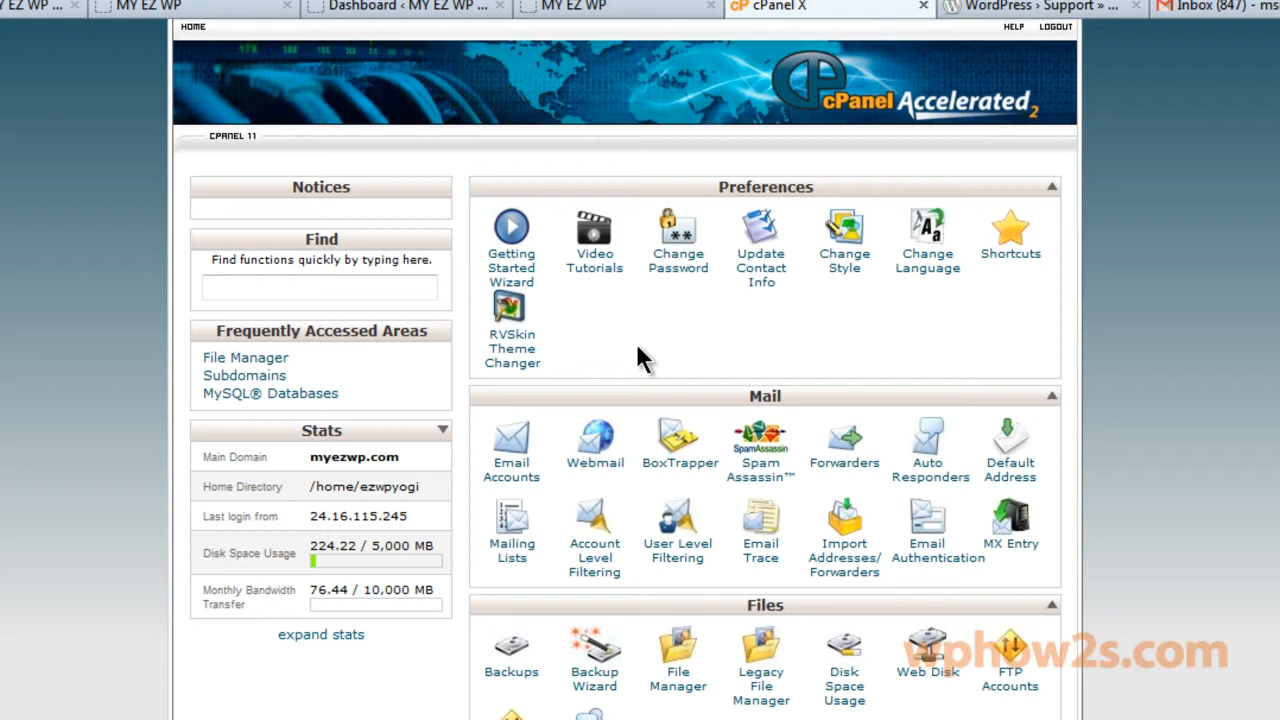 EZ WP ...
MY EZ WP
Dashboard ‹ MY EZ WP ...
MY EZ WP
cPanel X
WordPress › Support » ...
Inbox (847) - ms
HOME
HELP
LOGOUT
cPanel Accelerated2
CPANEL 11
Notices
Find
Find functions quickly by typing here.
Frequently Accessed Areas
File Manager
Subdomains
MySQL® Databases
Stats
Main Domain myezwp.com
Home Directory /home/ezwpyogi
Last login from 24.16.115.245
Disk Space Usage 224.22 / 5,000 MB
Monthly Bandwidth 76.44 / 10,000 MB
Transfer
expand stats
Preferences
Getting
Started
Wizard
Video
Tutorials
Change
Password
Update
Contact
Info
Change
Style
Change
Language
Shortcuts
RVSkin
Theme
Changer
Mail
Email
Accounts
Webmail
BoxTrapper
SpamAssassin
Spam
Assassin™
Forwarders
Auto
Responders
Default
Address
Mailing
Lists
Account
Level
Filtering
User Level
Filtering
Email
Trace
Import
Addresses/
Forwarders
Email
Authentication
MX Entry
Files
Backups
Backup
Wizard
File
Manager
Legacy
File
Manager
Disk
Space
Usage
Web Disk
FTP
Accounts
wphow2s.com